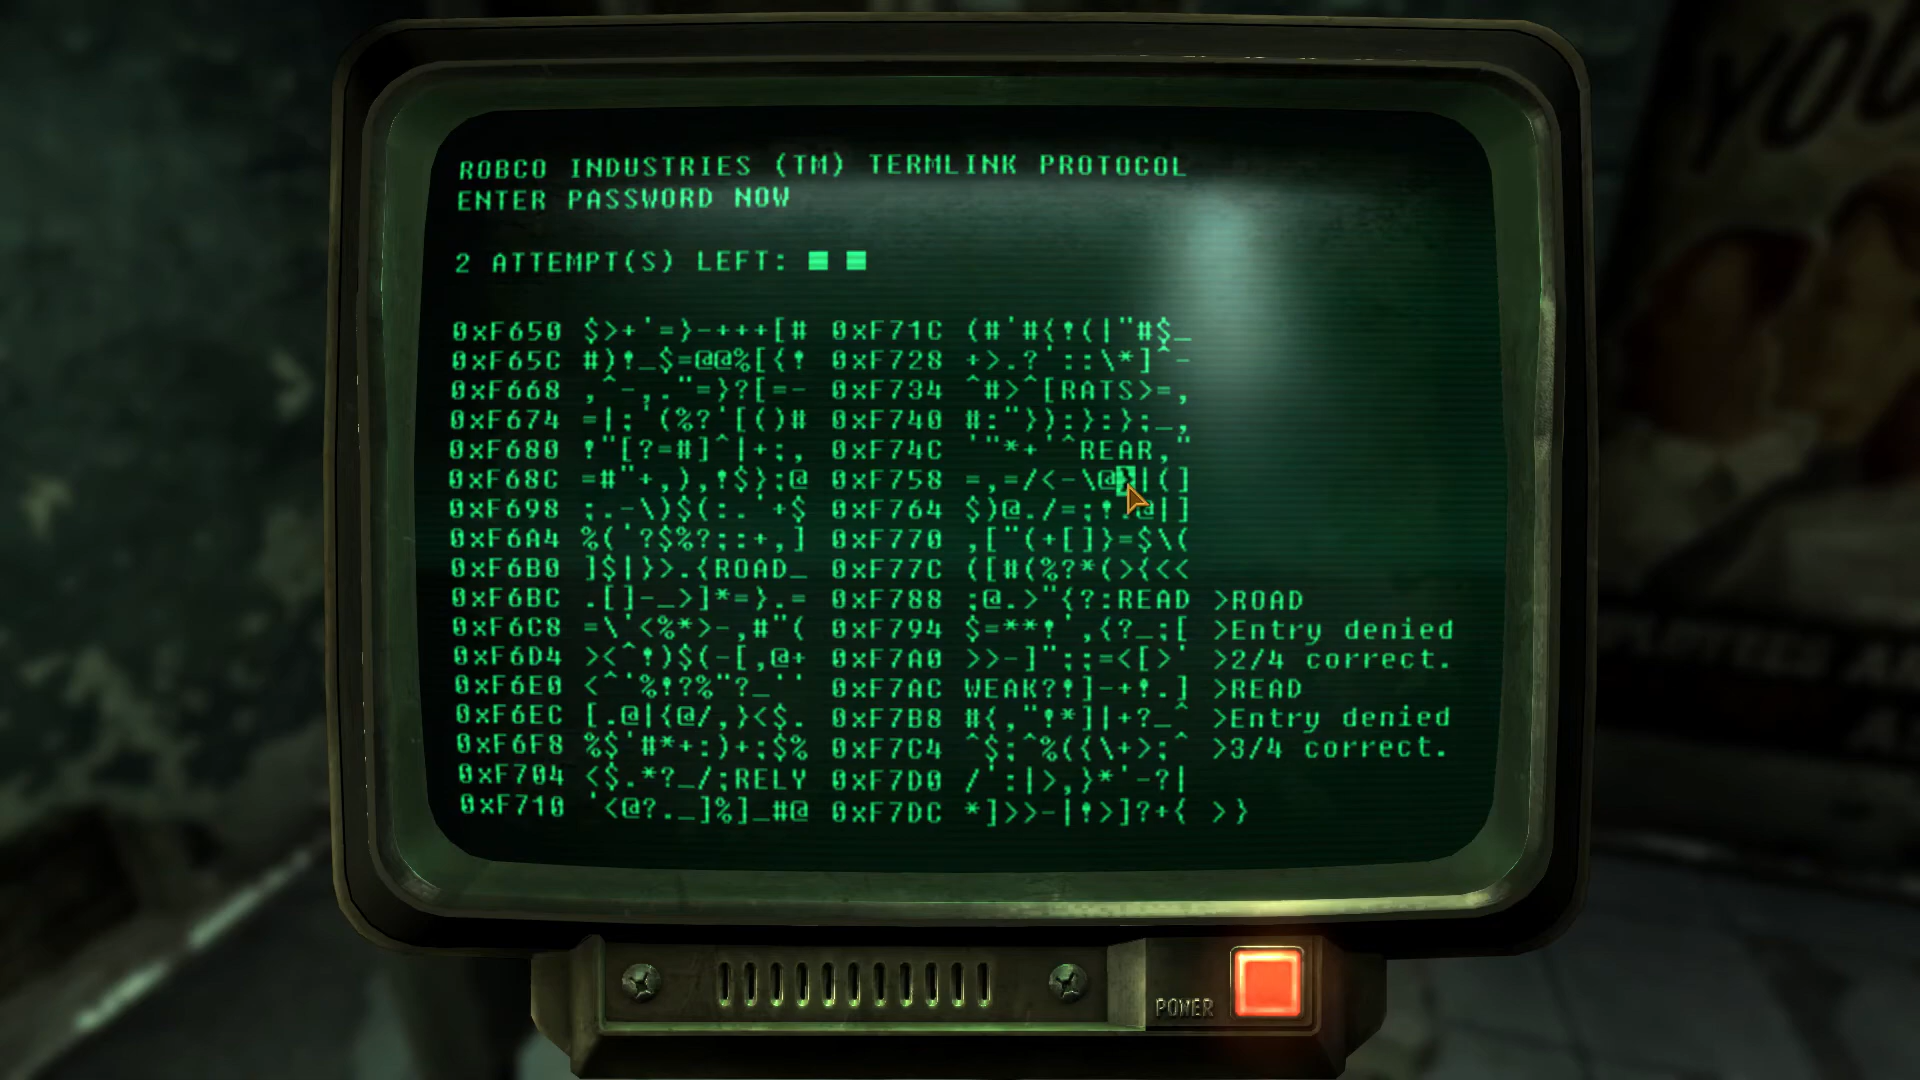 ROBCO INDUSTRIES (TM) TERMLINK PROTOCOL
ENTER PASSWORD NOW
2 ATTEMPT(S) LEFT: ■ ■
0xF650 $>+'=}-+++[# 0xF71C (#'#{!(|"#$_
0xF65C #)!_$=@@%[{! 0xF728 +>.?'::\*]^-
0xF668 ,^-,."=}?[=- 0xF734 ^#>^[RATS>=,
0xF674 =|;'(%?'[()# 0xF740 #:"}):}:};_,
0xF680 !"[?=#]^|+;, 0xF74C '"*+'^REAR,"
0xF68C =#"+,),!$};@ 0xF758 =,=/<-\@ |(]
0xF698 ;.-\)$(:.'+$ 0xF764 $)@./=;!.@|]
0xF6A4 %('?$%?;:+,] 0xF770 ,["(+[]}=$\(
0xF6B0 ]$|}>.{ROAD_ 0xF77C ([#(%?*(>{<<
0xF6BC .[]-_>]*=}.= 0xF788 ;@.>"{?:READ >ROAD
0xF6C8 =\'<%*>-,#"( 0xF794 $=**!',{?_;[ >Entry denied
0xF6D4 ><^!)$(-[,@+ 0xF7A0 >>-]";;=<[>' >2/4 correct.
0xF6E0 <^'%!?%"?_'' 0xF7AC WEAK?!]-+!.] >READ
0xF6EC [.@|{@/,}<$. 0xF7B8 #{,"!*]|+?_^ >Entry denied
0xF6F8 %$'#*+:)+;$% 0xF7C4 ^$;^%({\+>;^ >3/4 correct.
0xF704 <$.*?_/;RELY 0xF7D0 /':|>,}*'-?|
0xF710 '<@?._]%]_#@ 0xF7DC *]>>-|!>]?+{ >}
YOU
POWER